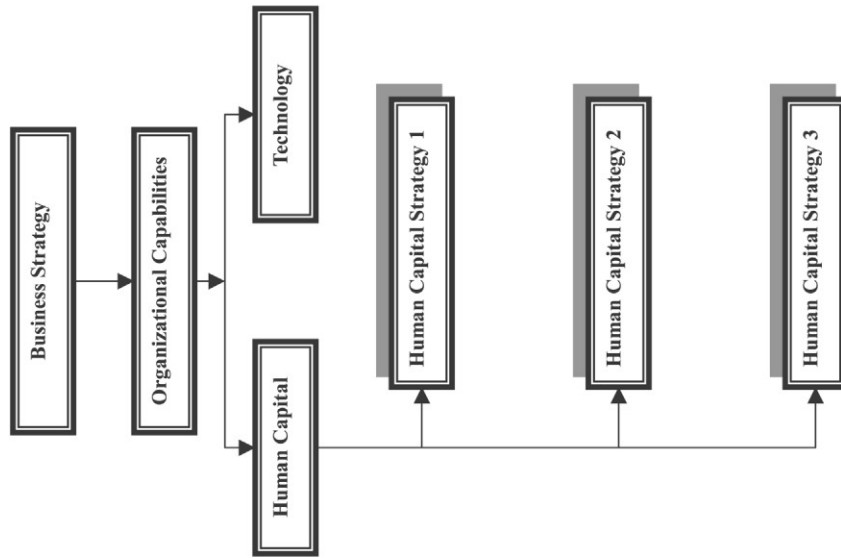 Business Strategy
Organizational Capabilities
Human Capital
Technology
Human Capital Strategy 1
Human Capital Strategy 2
Human Capital Strategy 3